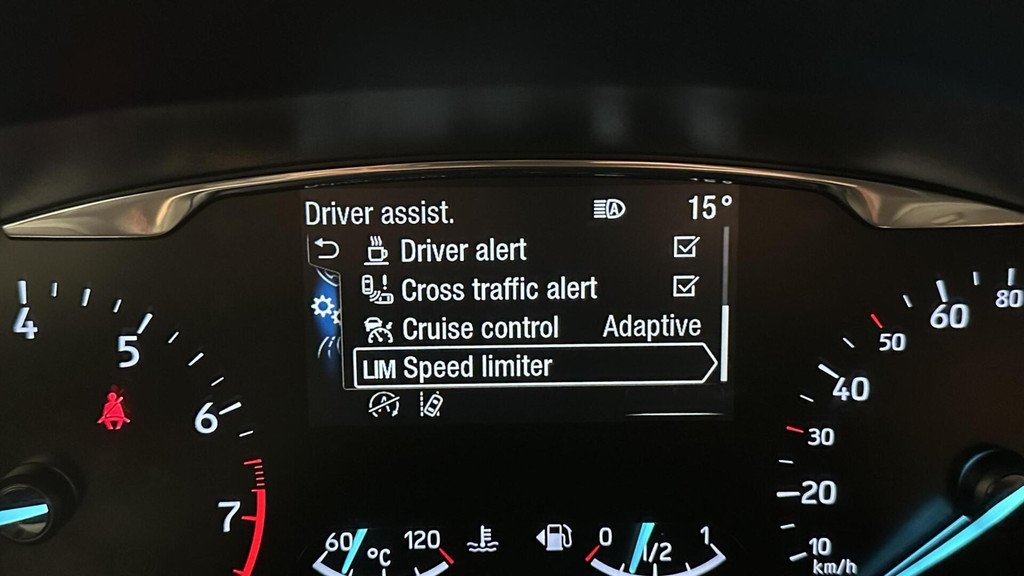 Driver assist. 15°
Driver alert
Cross traffic alert
Cruise control Adaptive
LIM Speed limiter
4
5
6
7
60 °C 120
0 1/2 1
80
60
50
40
30
20
10
km/h